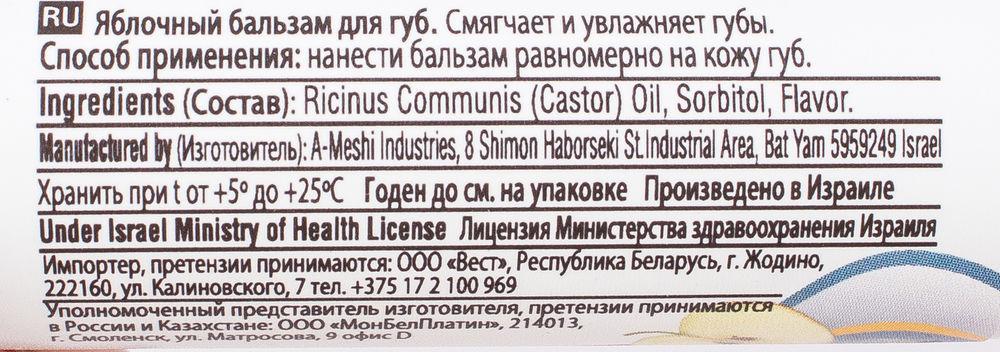 RU Яблочный бальзам для губ. Смягчает и увлажняет губы.
Способ применения: нанести бальзам равномерно на кожу губ.
Ingredients (Состав): Ricinus Communis (Castor) Oil, Sorbitol, Flavor.
Manufactured by (Изготовитель): A-Meshi Industries, 8 Shimon Haborseki St.Industrial Area, Bat Yam 5959249 Israel
Хранить при t от +5° до +25°C Годен до см. на упаковке Произведено в Израиле
Under Israel Ministry of Health License Лицензия Министерства здравоохранения Израиля
Импортер, претензии принимаются: ООО «Вест», Республика Беларусь, г. Жодино,
222160, ул. Калиновского, 7 тел. +375 17 2 100 969
Уполномоченный представитель изготовителя, претензии принимаются
в России и Казахстане: ООО «МонБелПлатин», 214013,
г. Смоленск, ул. Матросова, 9 офис D